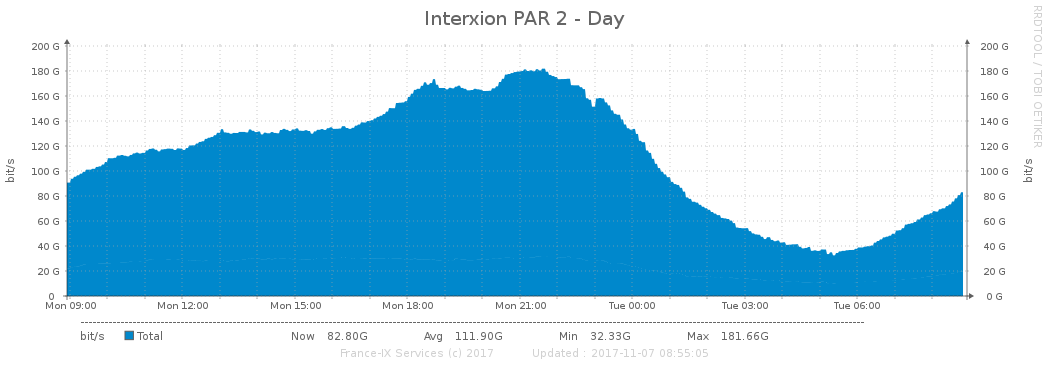 Interxion PAR 2 - Day
RRDTOOL / TOBI OETIKER
bit/s
200 G
180 G
160 G
140 G
120 G
100 G
80 G
60 G
40 G
20 G
0
200 G
180 G
160 G
140 G
120 G
100 G
80 G
60 G
40 G
20 G
0 G
bit/s
Mon 09:00 Mon 12:00 Mon 15:00 Mon 18:00 Mon 21:00 Tue 00:00 Tue 03:00 Tue 06:00
bit/s Total Now 82.80G Avg 111.90G Min 32.33G Max 181.66G
France-IX Services (c) 2017 Updated : 2017-11-07 08:55:05